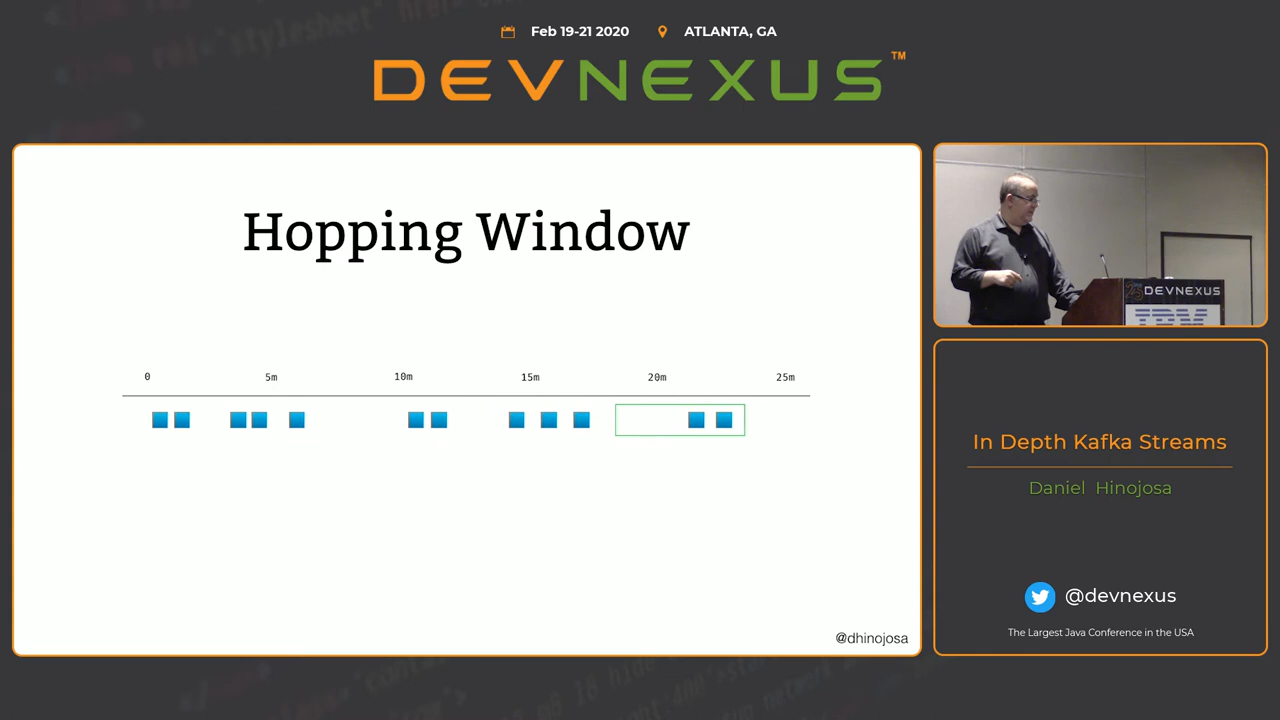 Feb 19-21 2020 ATLANTA, GA
DEVNEXUS™
Hopping Window
0 5m 10m 15m 20m 25m
@dhinojosa
DEVNEXUS
IBM
In Depth Kafka Streams
Daniel Hinojosa
@devnexus
The Largest Java Conference in the USA